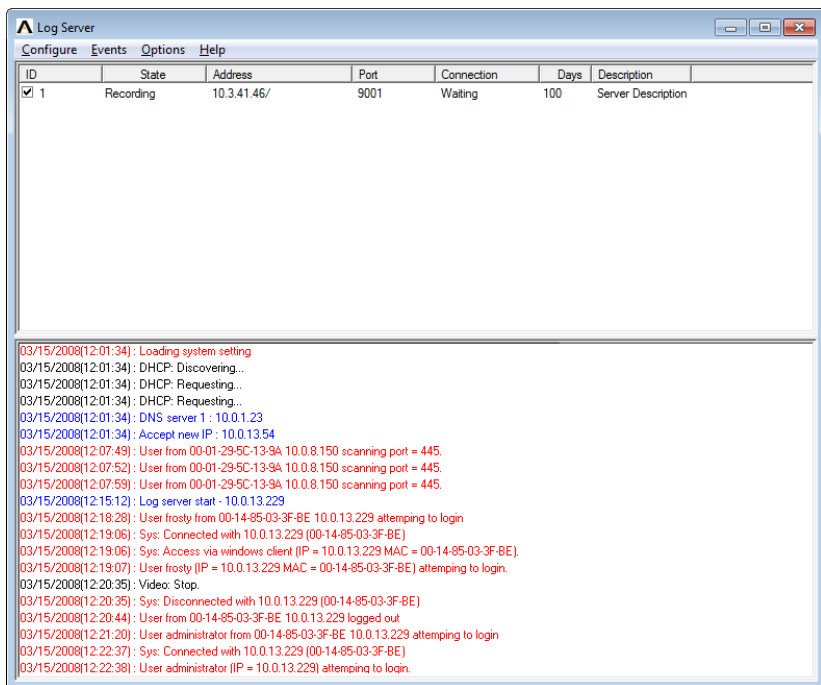 Log Server
Configure Events Options Help
ID State Address Port Connection Days Description
1 Recording 10.3.41.46/ 9001 Waiting 100 Server Description
03/15/2008(12:01:34) : Loading system setting
03/15/2008(12:01:34) : DHCP: Discovering...
03/15/2008(12:01:34) : DHCP: Requesting...
03/15/2008(12:01:34) : DHCP: Requesting...
03/15/2008(12:01:34) : DNS server 1 : 10.0.1.23
03/15/2008(12:01:34) : Accept new IP : 10.0.13.54
03/15/2008(12:07:49) : User from 00-01-29-5C-13-9A 10.0.8.150 scanning port = 445.
03/15/2008(12:07:52) : User from 00-01-29-5C-13-9A 10.0.8.150 scanning port = 445.
03/15/2008(12:07:59) : User from 00-01-29-5C-13-9A 10.0.8.150 scanning port = 445.
03/15/2008(12:15:12) : Log server start - 10.0.13.229
03/15/2008(12:18:28) : User frosty from 00-14-85-03-3F-BE 10.0.13.229 attemping to login
03/15/2008(12:19:06) : Sys: Connected with 10.0.13.229 (00-14-85-03-3F-BE)
03/15/2008(12:19:06) : Sys: Access via windows client (IP = 10.0.13.229 MAC = 00-14-85-03-3F-BE).
03/15/2008(12:19:07) : User frosty (IP = 10.0.13.229 MAC = 00-14-85-03-3F-BE) attemping to login.
03/15/2008(12:20:35) : Video: Stop.
03/15/2008(12:20:35) : Sys: Disconnected with 10.0.13.229 (00-14-85-03-3F-BE)
03/15/2008(12:20:44) : User from 00-14-85-03-3F-BE 10.0.13.229 logged out
03/15/2008(12:21:20) : User administrator from 00-14-85-03-3F-BE 10.0.13.229 attemping to login
03/15/2008(12:22:37) : Sys: Connected with 10.0.13.229 (00-14-85-03-3F-BE)
03/15/2008(12:22:38) : User administrator (IP = 10.0.13.229) attemping to login.